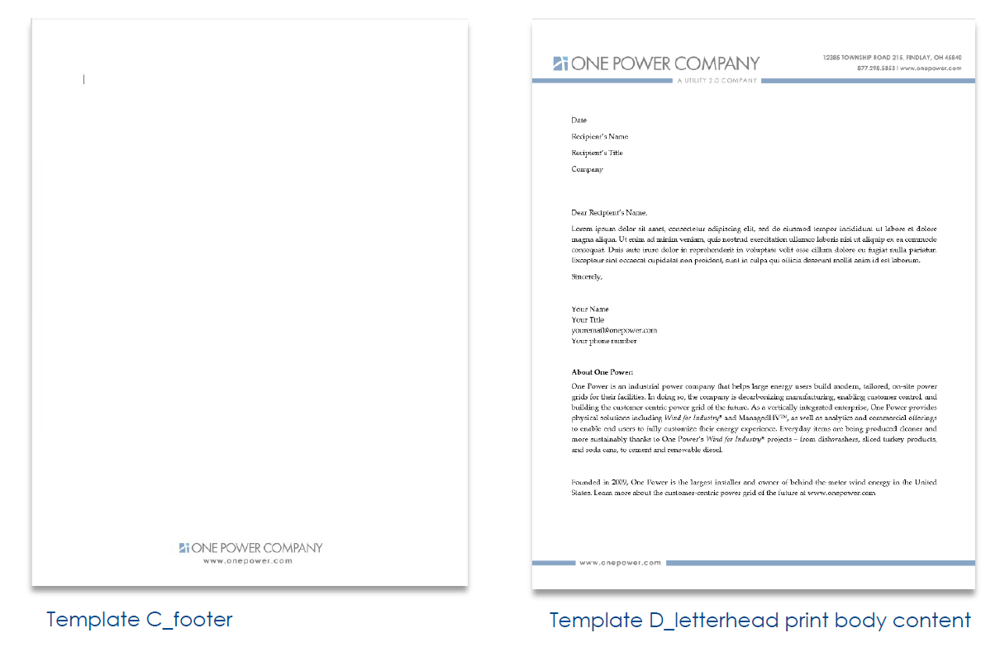 ONE POWER COMPANY
www.onepower.com
Template C_footer
ONE POWER COMPANY
A UTILITY 2.0 COMPANY
12385 TOWNSHIP ROAD 215, FINDLAY, OH 45840
877.298.5853 | www.onepower.com
Date
Recipient's Name
Recipient's Title
Company
Dear Recipient's Name,
Lorem ipsum dolor sit amet, consectetur adipiscing elit, sed do eiusmod tempor incididunt ut labore et dolore
magna aliqua. Ut enim ad minim veniam, quis nostrud exercitation ullamco laboris nisi ut aliquip ex ea commodo
consequat. Duis aute irure dolor in reprehenderit in voluptate velit esse cillum dolore eu fugiat nulla pariatur.
Excepteur sint occaecat cupidatat non proident, sunt in culpa qui officia deserunt mollit anim id est laborum.
Sincerely,
Your Name
Your Title
youremail@onepower.com
Your phone number
About One Power:
One Power is an industrial power company that helps large energy users build modern, tailored, on-site power
grids for their facilities. In doing so, the company is decarbonizing manufacturing, enabling customer control, and
building the customer-centric power grid of the future. As a vertically integrated enterprise, One Power provides
physical solutions including Wind for Industry® and ManagedHV™, as well as analytics and commercial offerings
to enable end users to fully customize their energy experience. Everyday items are being produced cleaner and
more sustainably thanks to One Power's Wind for Industry® projects – from dishwashers, sliced turkey products,
and soda cans, to cement and renewable diesel.
Founded in 2009, One Power is the largest installer and owner of behind-the-meter wind energy in the United
States. Learn more about the customer-centric power grid of the future at www.onepower.com
www.onepower.com
Template D_letterhead print body content